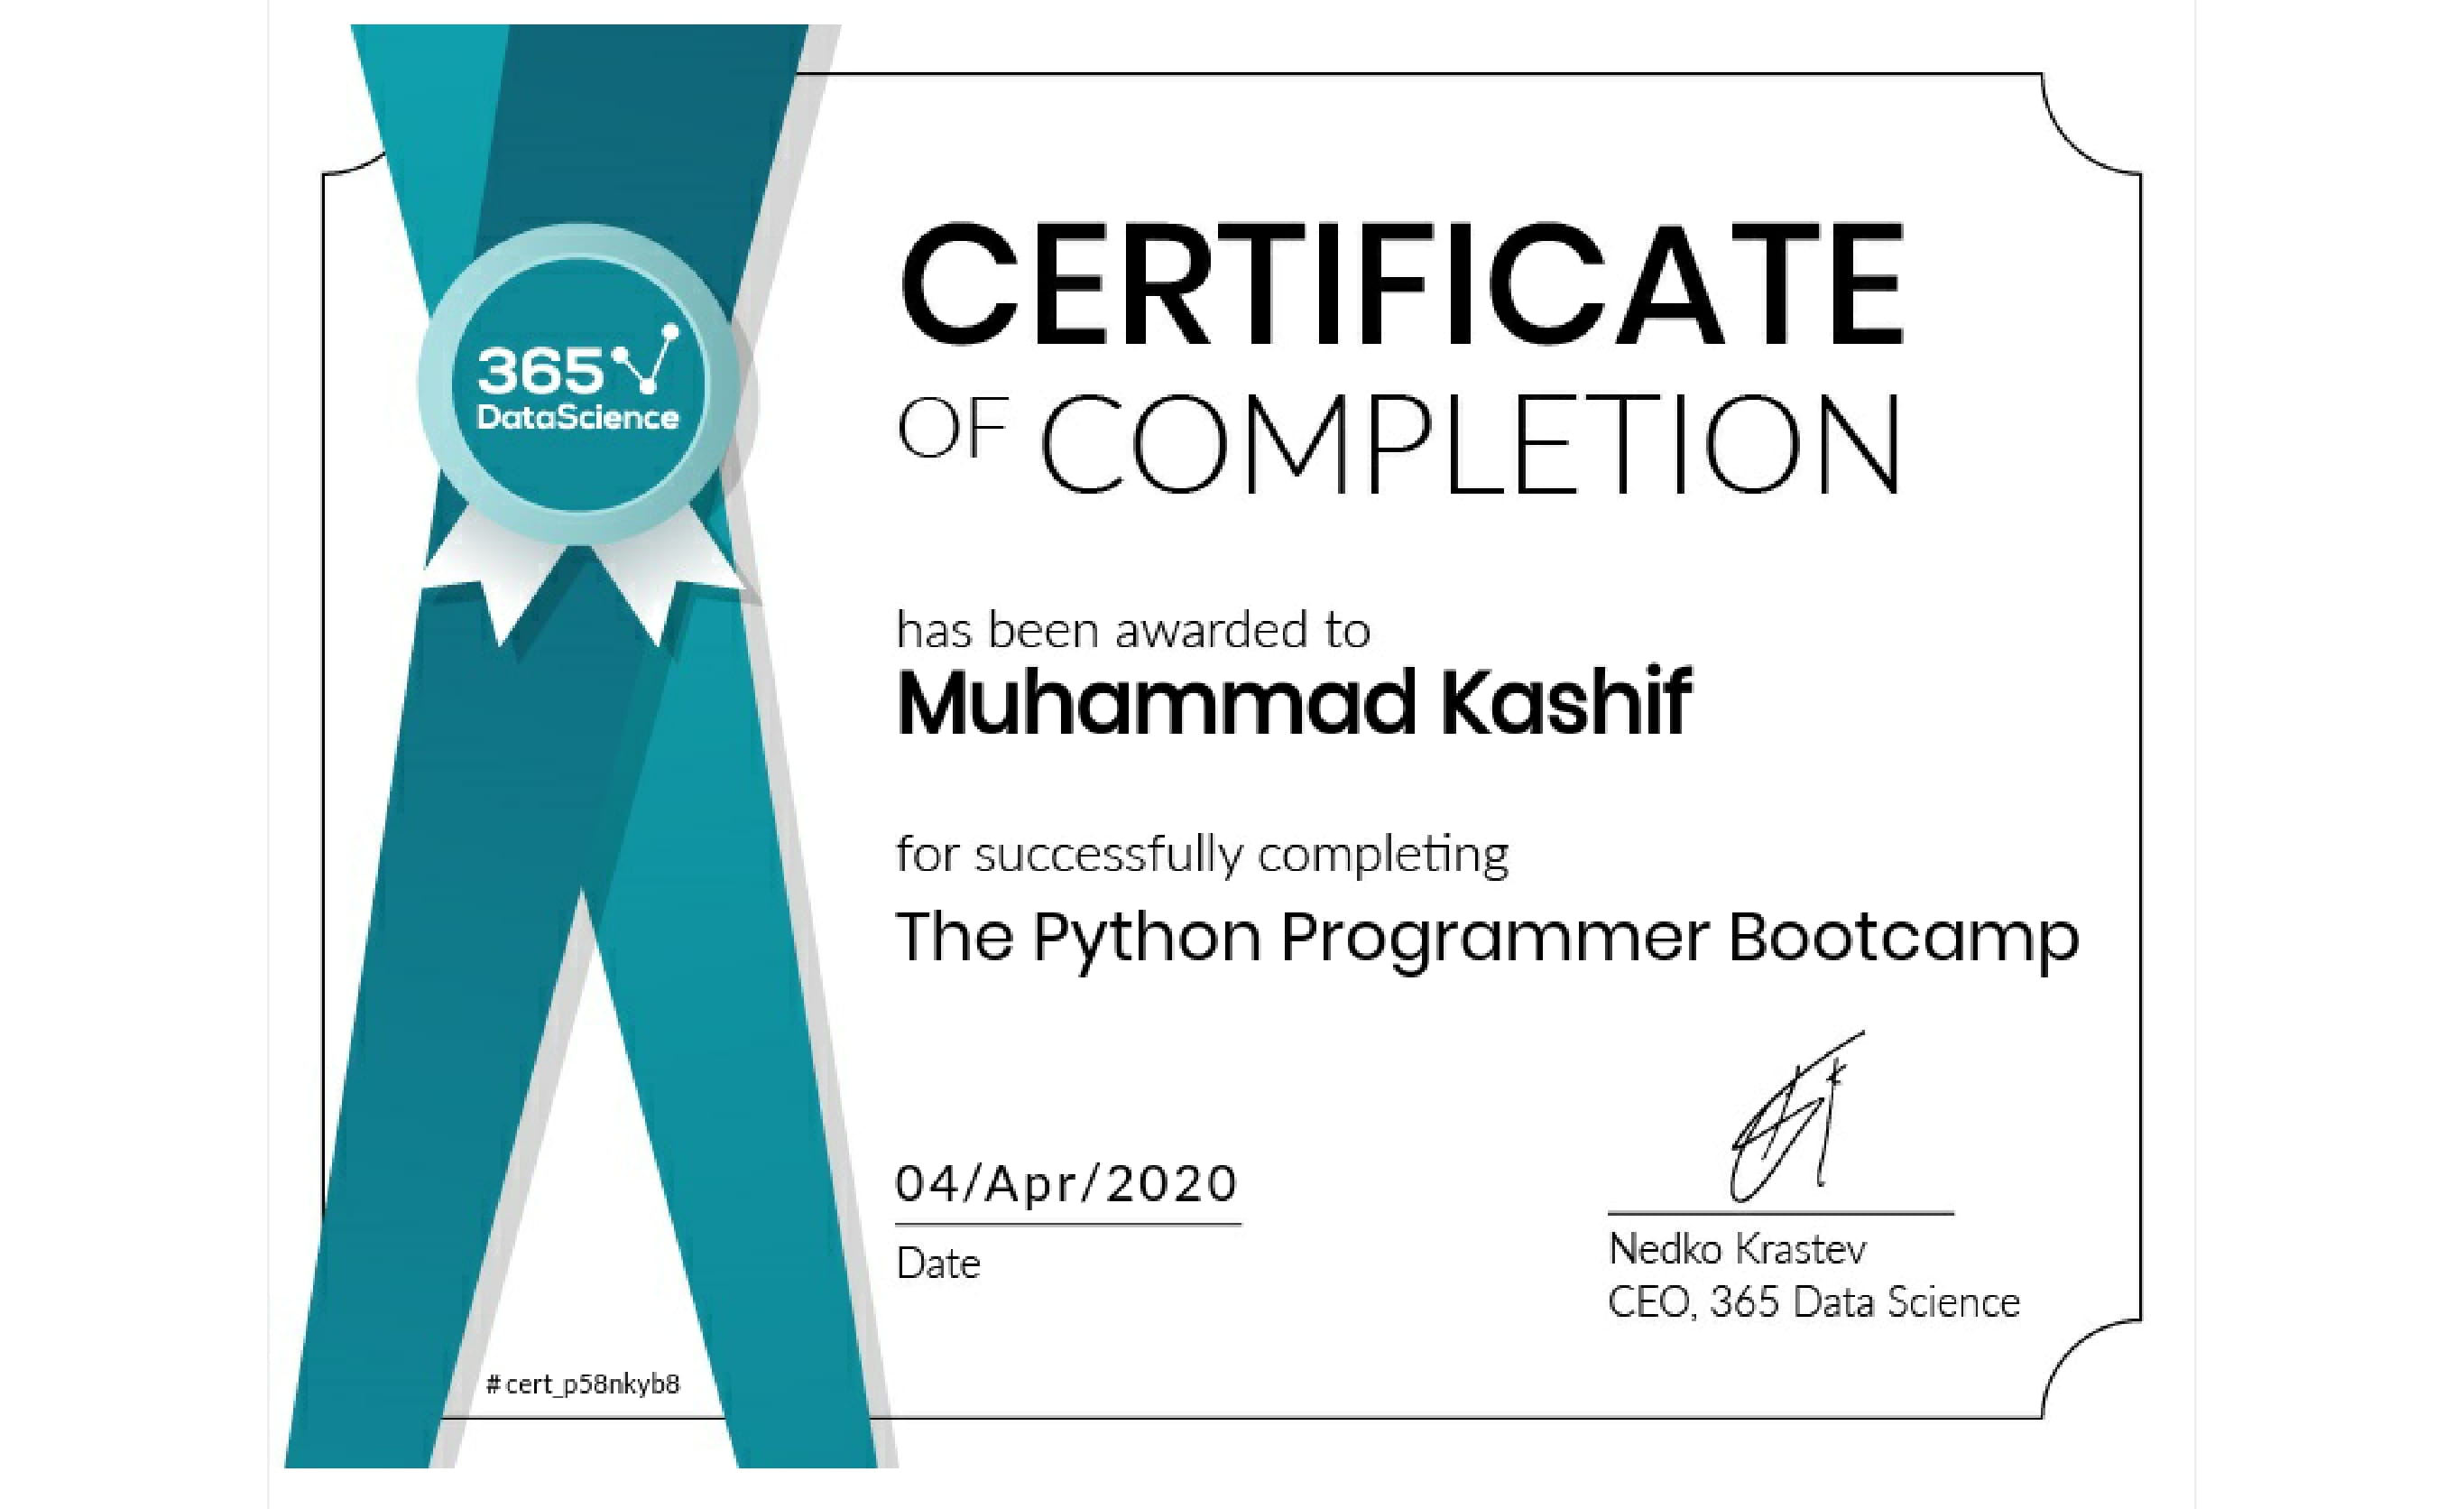 365
DataScience
CERTIFICATE
OF COMPLETION
has been awarded to
Muhammad Kashif
for successfully completing
The Python Programmer Bootcamp
04/Apr/2020
Date
Nedko Krastev
CEO, 365 Data Science
# cert_p58nkyb8